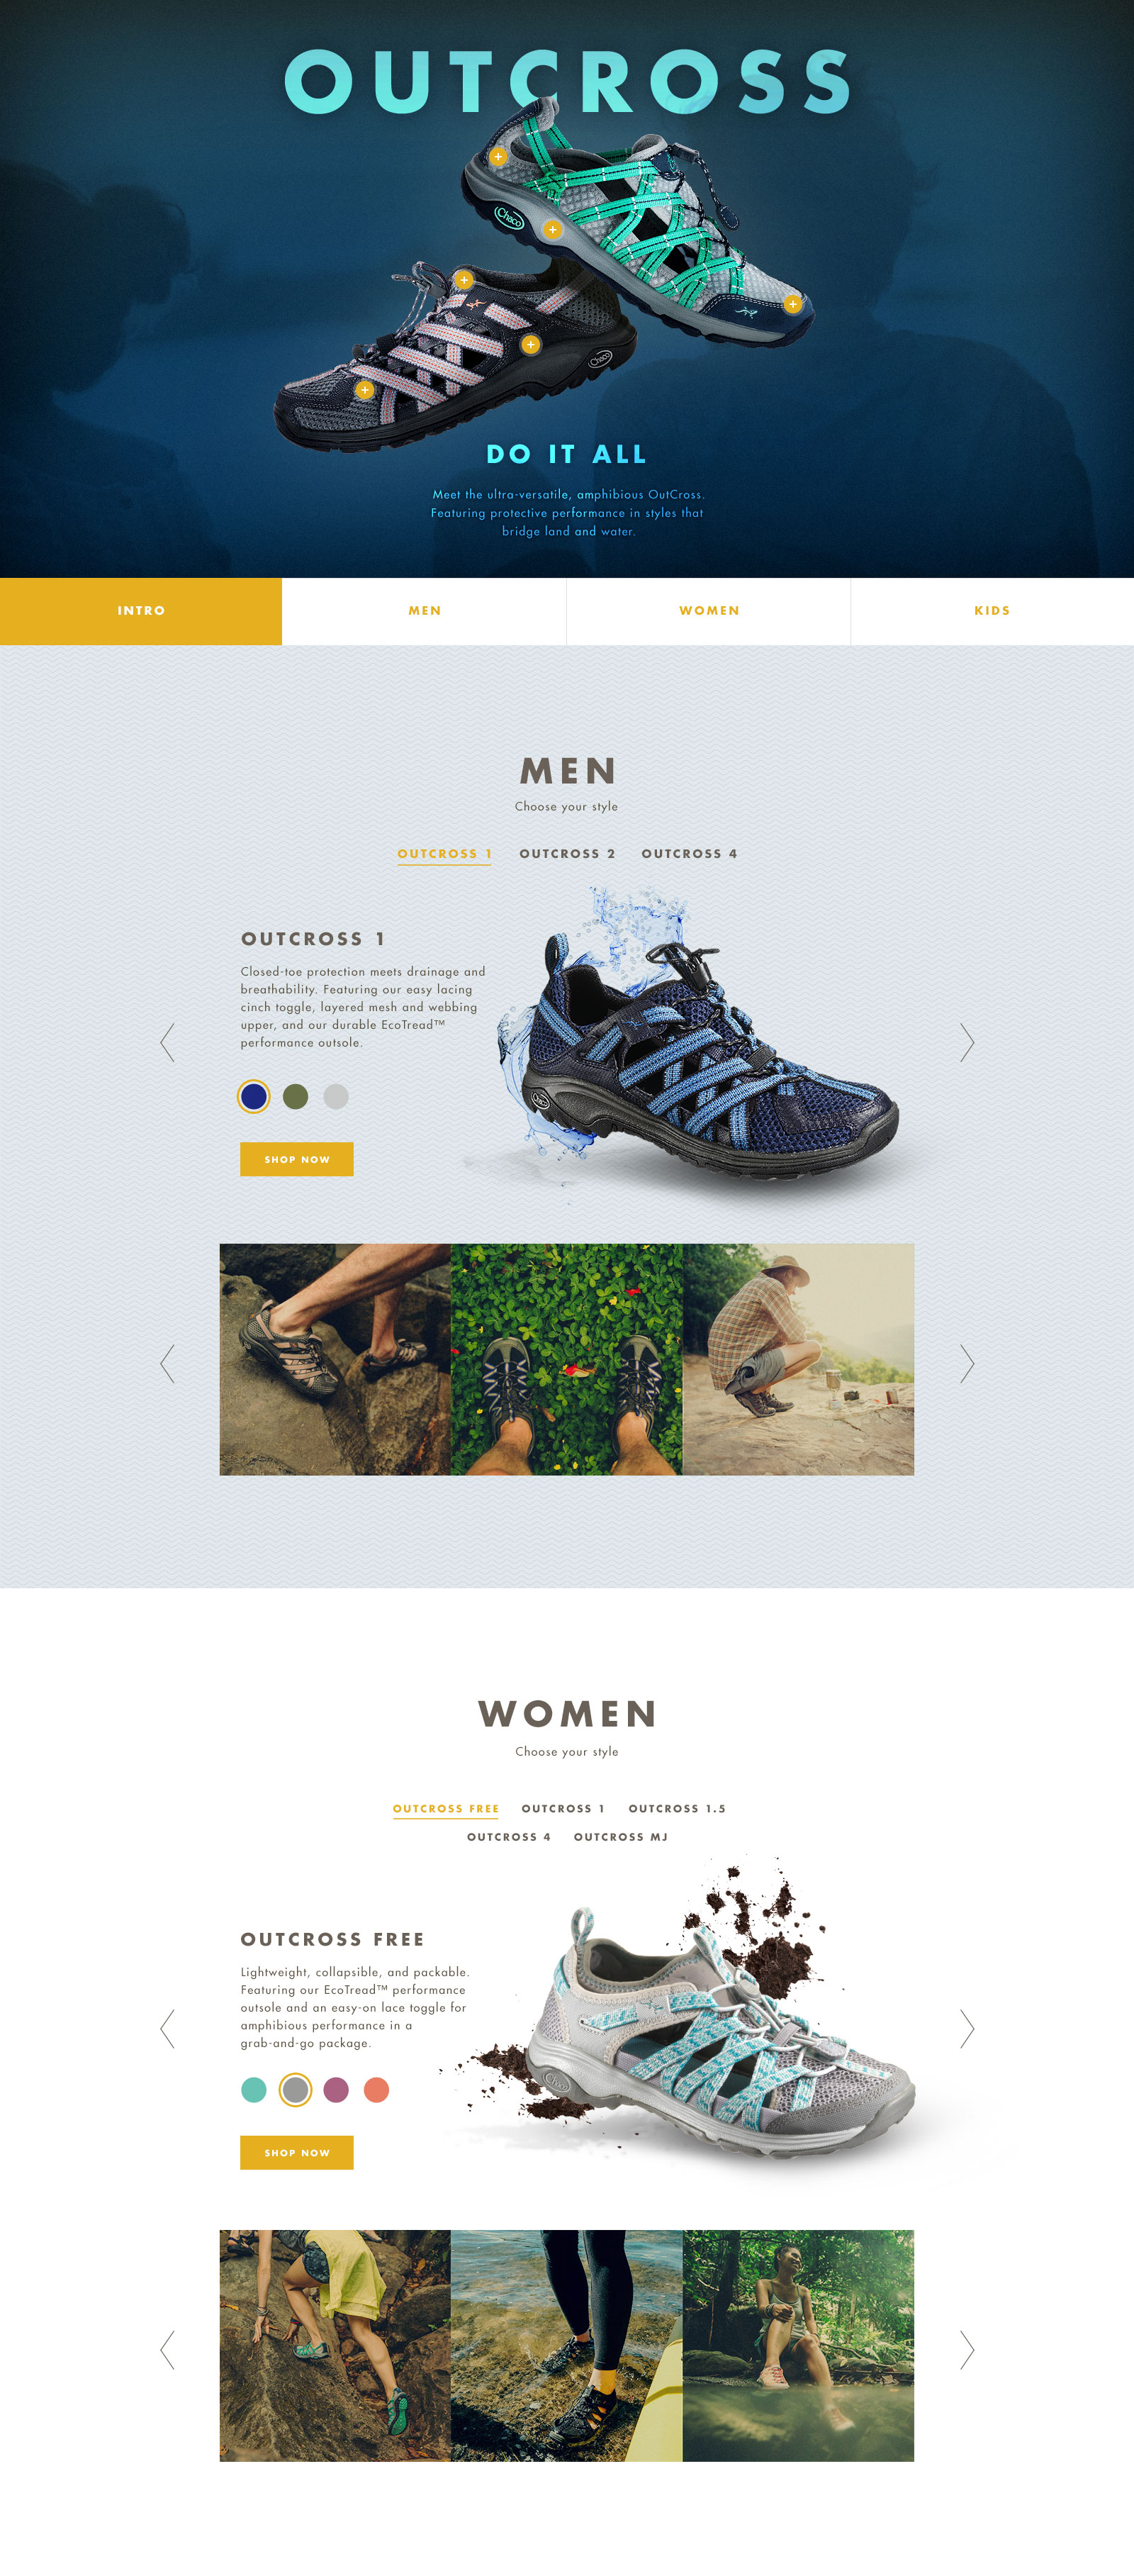 OUTCROSS
Chaco
Chaco
DO IT ALL
Meet the ultra-versatile, amphibious OutCross.
Featuring protective performance in styles that
bridge land and water.
INTRO
MEN
WOMEN
KIDS
MEN
Choose your style
OUTCROSS 1
OUTCROSS 2
OUTCROSS 4
OUTCROSS 1
Closed-toe protection meets drainage and
breathability. Featuring our easy lacing
cinch toggle, layered mesh and webbing
upper, and our durable EcoTread™
performance outsole.
Chaco
SHOP NOW
WOMEN
Choose your style
OUTCROSS FREE
OUTCROSS 1
OUTCROSS 1.5
OUTCROSS 4
OUTCROSS MJ
OUTCROSS FREE
Lightweight, collapsible, and packable.
Featuring our EcoTread™ performance
outsole and an easy-on lace toggle for
amphibious performance in a
grab-and-go package.
Chaco
SHOP NOW